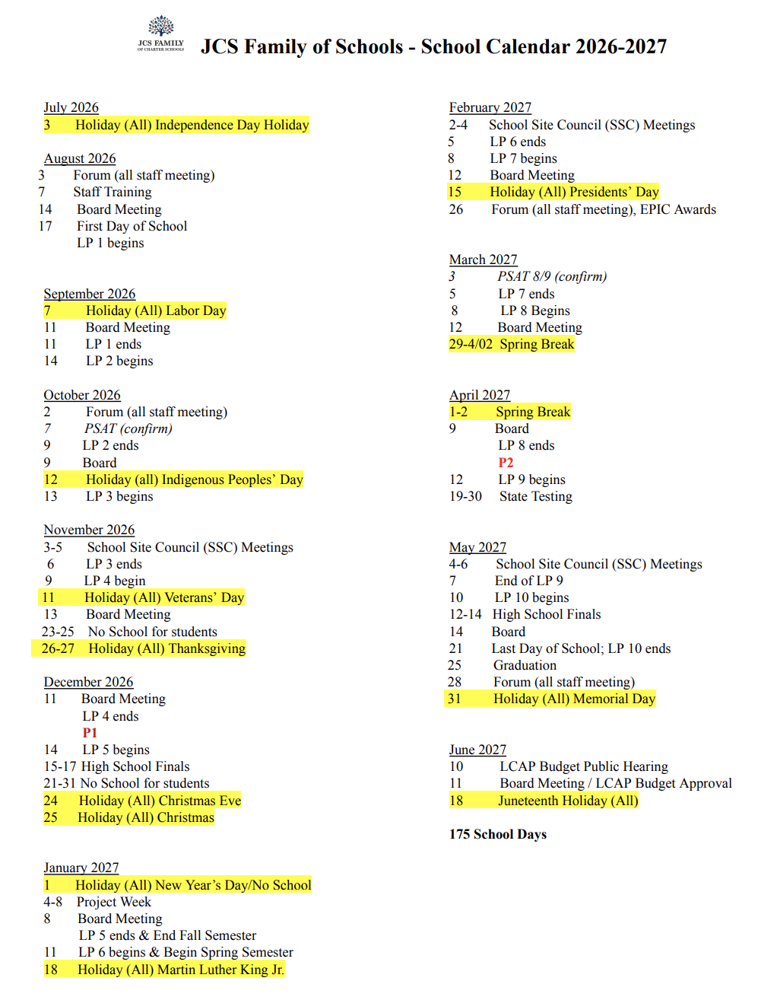 JCS FAMILY
OF CHARTER SCHOOLS
JCS Family of Schools - School Calendar 2026-2027
July 2026
3 Holiday (All) Independence Day Holiday
August 2026
3 Forum (all staff meeting)
7 Staff Training
14 Board Meeting
17 First Day of School
LP 1 begins
September 2026
7 Holiday (All) Labor Day
11 Board Meeting
11 LP 1 ends
14 LP 2 begins
October 2026
2 Forum (all staff meeting)
7 PSAT (confirm)
9 LP 2 ends
9 Board
12 Holiday (all) Indigenous Peoples’ Day
13 LP 3 begins
November 2026
3-5 School Site Council (SSC) Meetings
6 LP 3 ends
9 LP 4 begin
11 Holiday (All) Veterans’ Day
13 Board Meeting
23-25 No School for students
26-27 Holiday (All) Thanksgiving
December 2026
11 Board Meeting
LP 4 ends
P1
14 LP 5 begins
15-17 High School Finals
21-31 No School for students
24 Holiday (All) Christmas Eve
25 Holiday (All) Christmas
January 2027
1 Holiday (All) New Year’s Day/No School
4-8 Project Week
8 Board Meeting
LP 5 ends & End Fall Semester
11 LP 6 begins & Begin Spring Semester
18 Holiday (All) Martin Luther King Jr.
February 2027
2-4 School Site Council (SSC) Meetings
5 LP 6 ends
8 LP 7 begins
12 Board Meeting
15 Holiday (All) Presidents’ Day
26 Forum (all staff meeting), EPIC Awards
March 2027
3 PSAT 8/9 (confirm)
5 LP 7 ends
8 LP 8 Begins
12 Board Meeting
29-4/02 Spring Break
April 2027
1-2 Spring Break
9 Board
LP 8 ends
P2
12 LP 9 begins
19-30 State Testing
May 2027
4-6 School Site Council (SSC) Meetings
7 End of LP 9
10 LP 10 begins
12-14 High School Finals
14 Board
21 Last Day of School; LP 10 ends
25 Graduation
28 Forum (all staff meeting)
31 Holiday (All) Memorial Day
June 2027
10 LCAP Budget Public Hearing
11 Board Meeting / LCAP Budget Approval
18 Juneteenth Holiday (All)
175 School Days